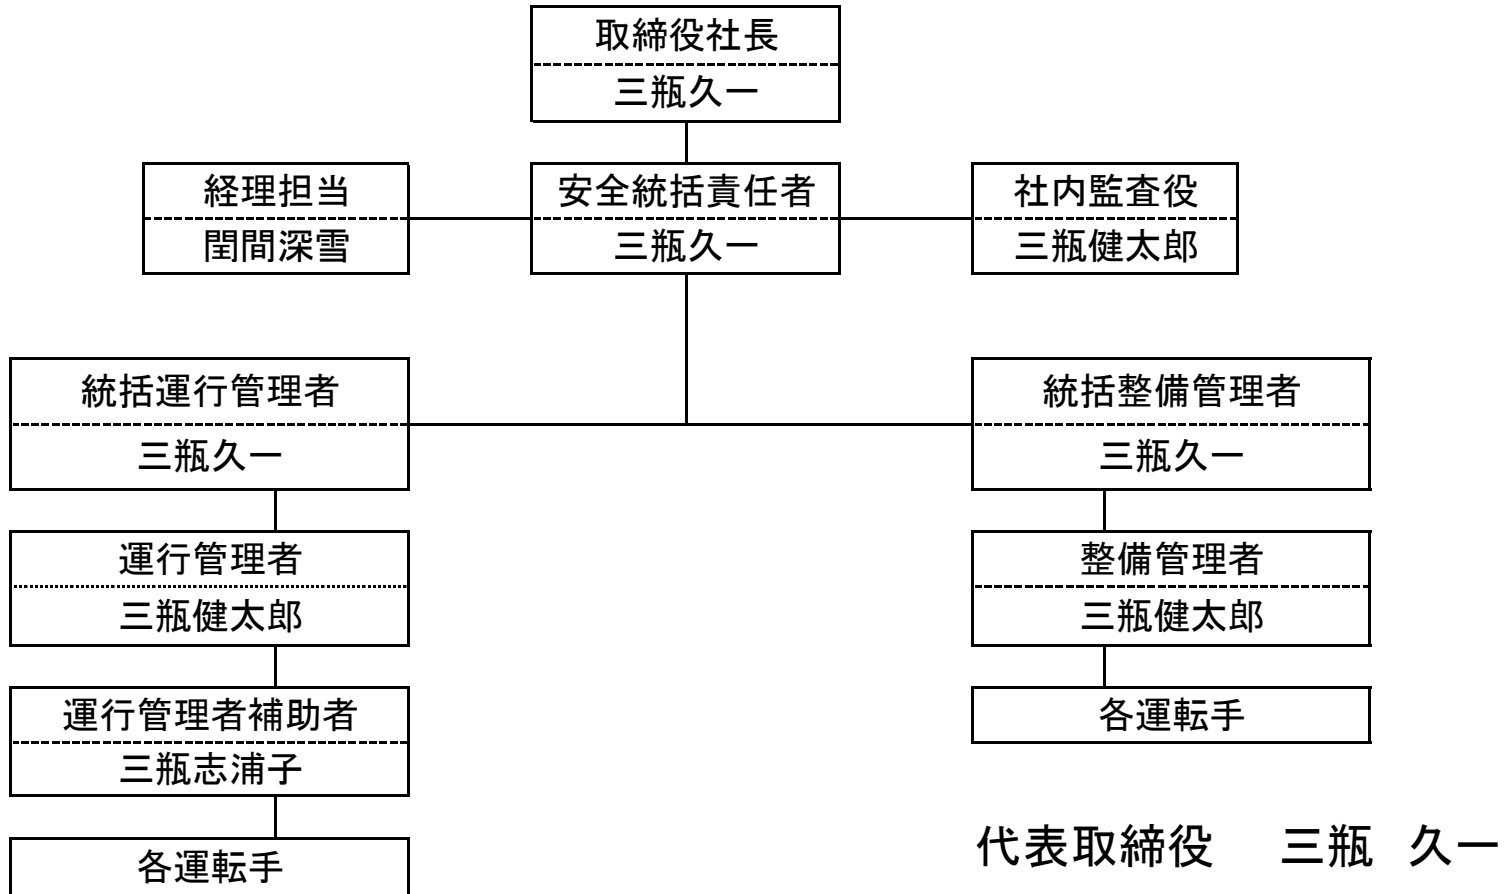 取締役社長
三瓶久一
経理担当
閏間深雪
安全統括責任者
三瓶久一
社内監査役
三瓶健太郎
統括運行管理者
三瓶久一
統括整備管理者
三瓶久一
運行管理者
三瓶健太郎
整備管理者
三瓶健太郎
運行管理者補助者
三瓶志浦子
各運転手
各運転手
代表取締役 三瓶 久一